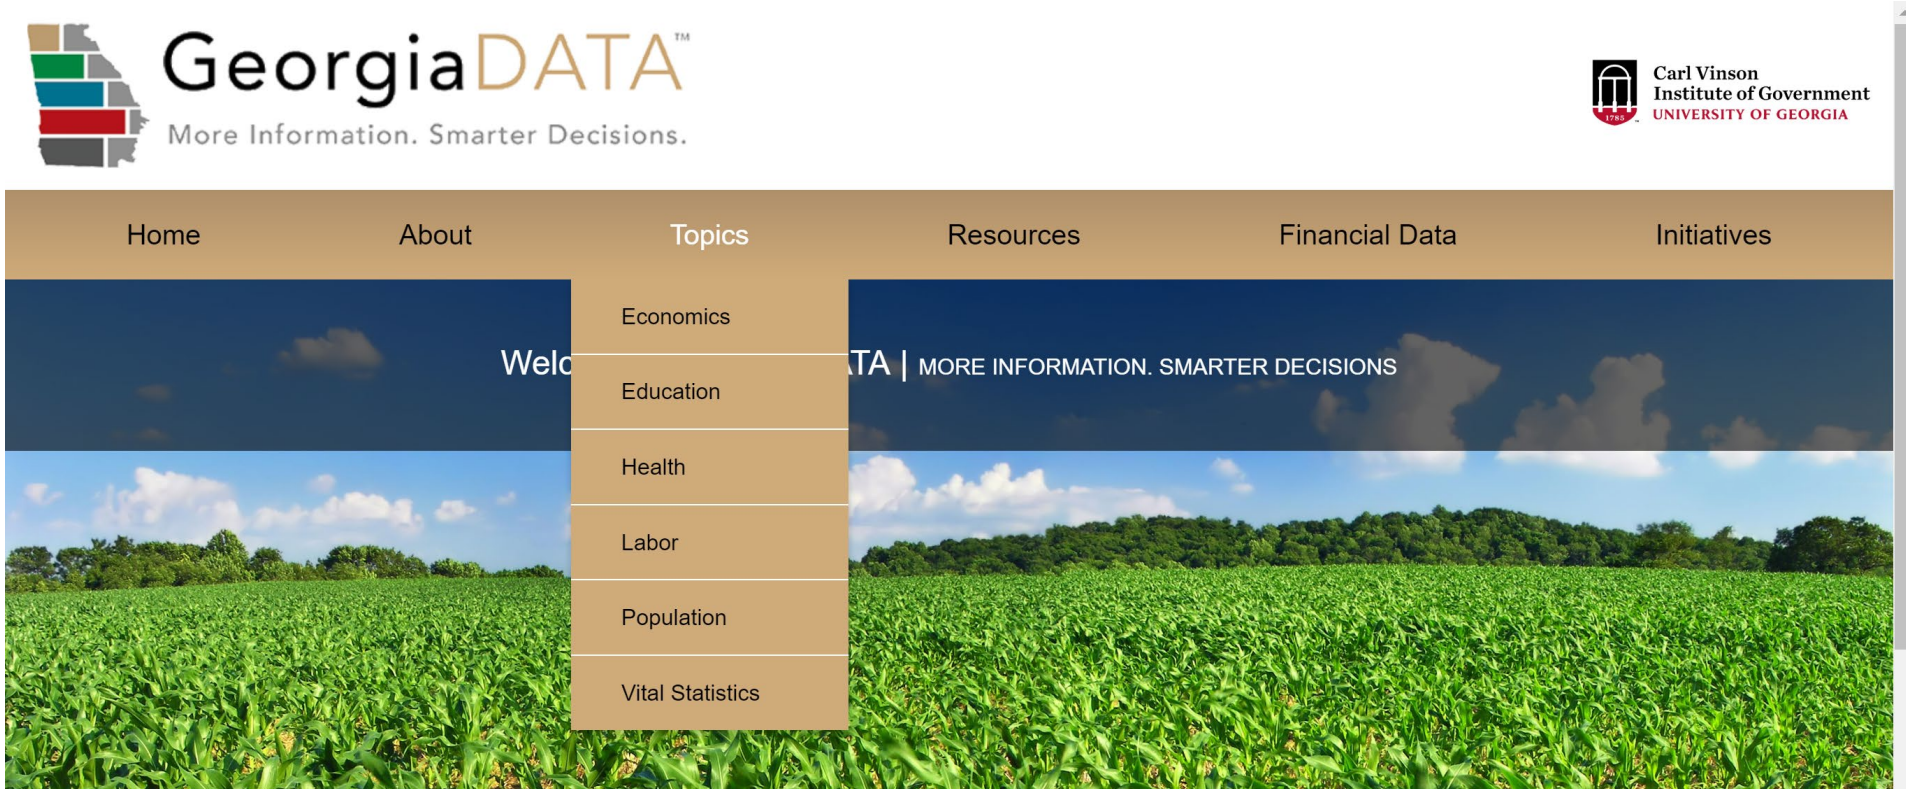 GeorgiaDATA™
More Information. Smarter Decisions.
Carl Vinson
Institute of Government
UNIVERSITY OF GEORGIA
1785
Home About Topics Resources Financial Data Initiatives
Economics
Welc TA | MORE INFORMATION. SMARTER DECISIONS
Education
Health
Labor
Population
Vital Statistics